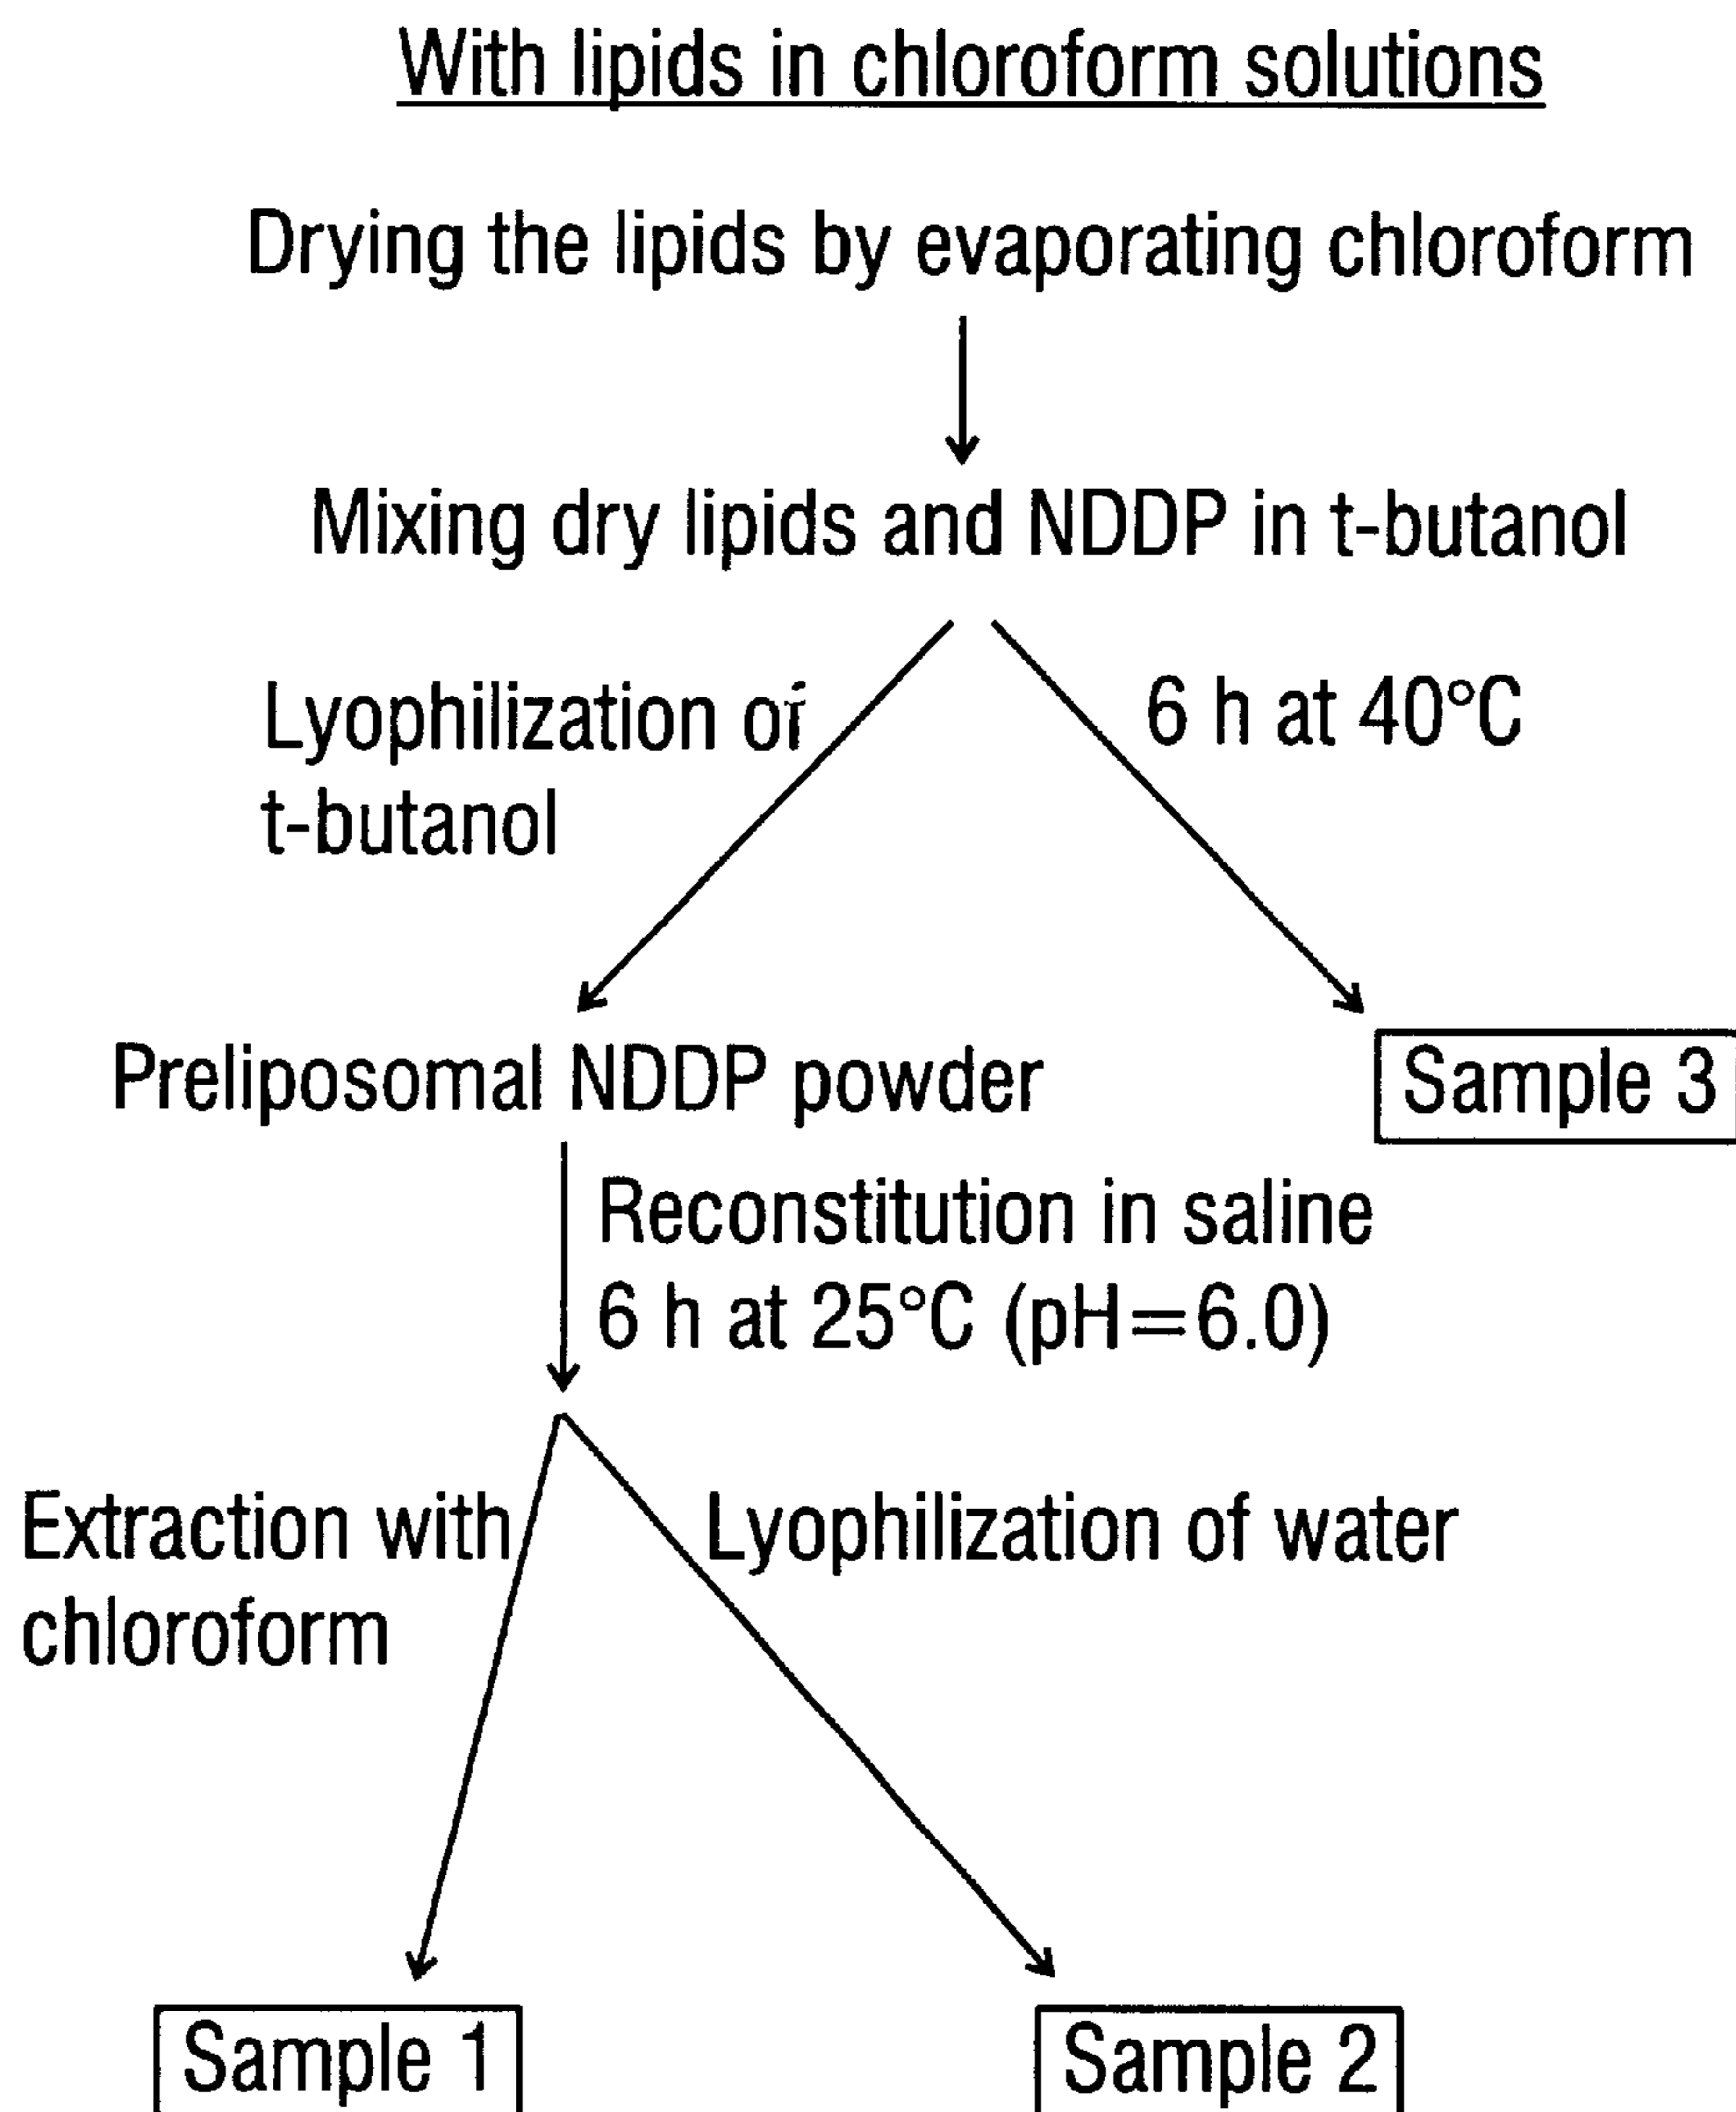 With lipids in chloroform solutions
Drying the lipids by evaporating chloroform
Mixing dry lipids and NDDP in t-butanol
Lyophilization of
t-butanol
6 h at 40°C
Preliposomal NDDP powder
Sample 3
Reconstitution in saline
6 h at 25°C (pH=6.0)
Extraction with
chloroform
Lyophilization of water
Sample 1
Sample 2